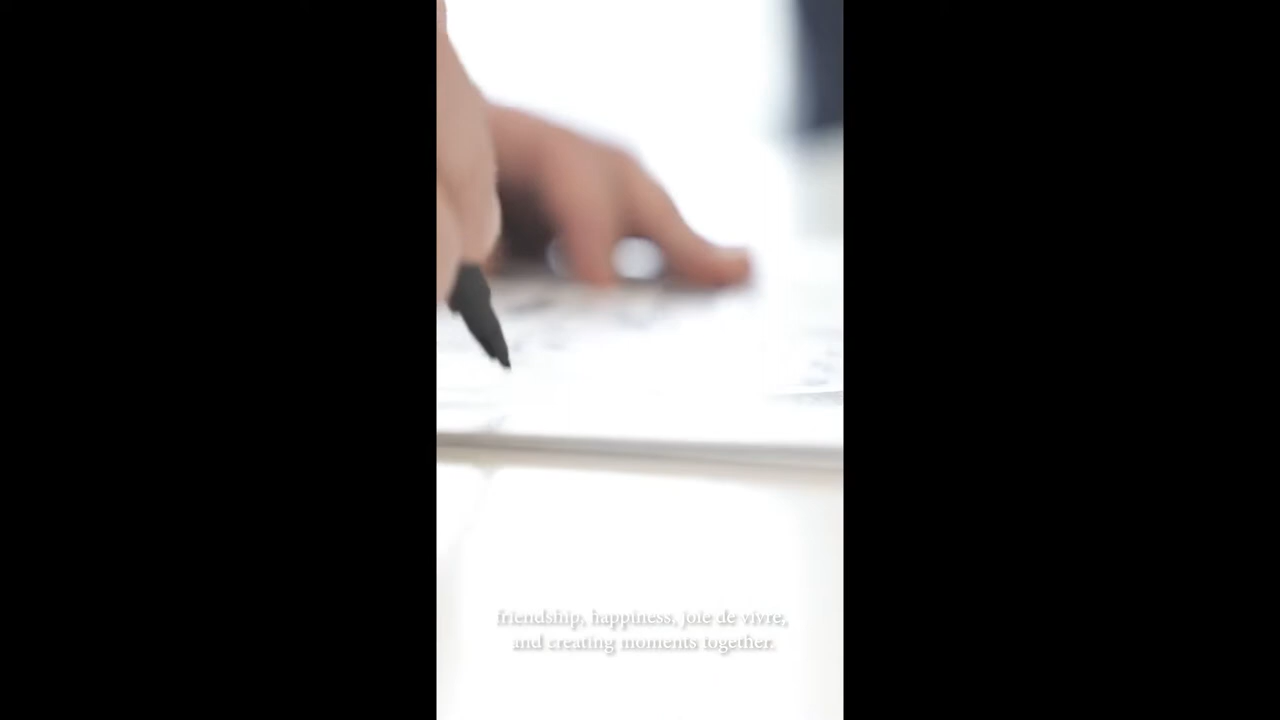 friendship, happiness, joie de vivre,
and creating moments together.